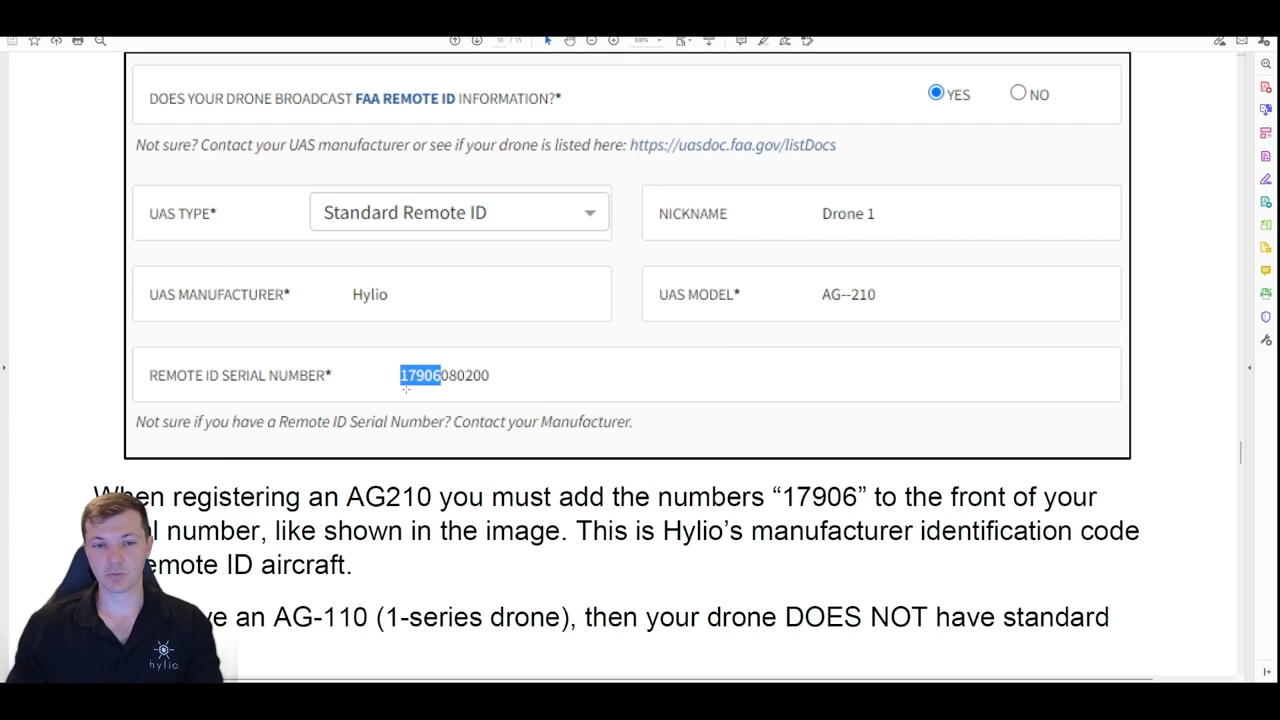 DOES YOUR DRONE BROADCAST FAA REMOTE ID INFORMATION?* YES NO
Not sure? Contact your UAS manufacturer or see if your drone is listed here: https://uasdoc.faa.gov/listDocs
UAS TYPE* Standard Remote ID NICKNAME Drone 1
UAS MANUFACTURER* Hylio UAS MODEL* AG--210
REMOTE ID SERIAL NUMBER* 17906080200
Not sure if you have a Remote ID Serial Number? Contact your Manufacturer.
When registering an AG210 you must add the numbers “17906” to the front of your
number, like shown in the image. This is Hylio’s manufacturer identification code
remote ID aircraft.
an AG-110 (1-series drone), then your drone DOES NOT have standard
hylio